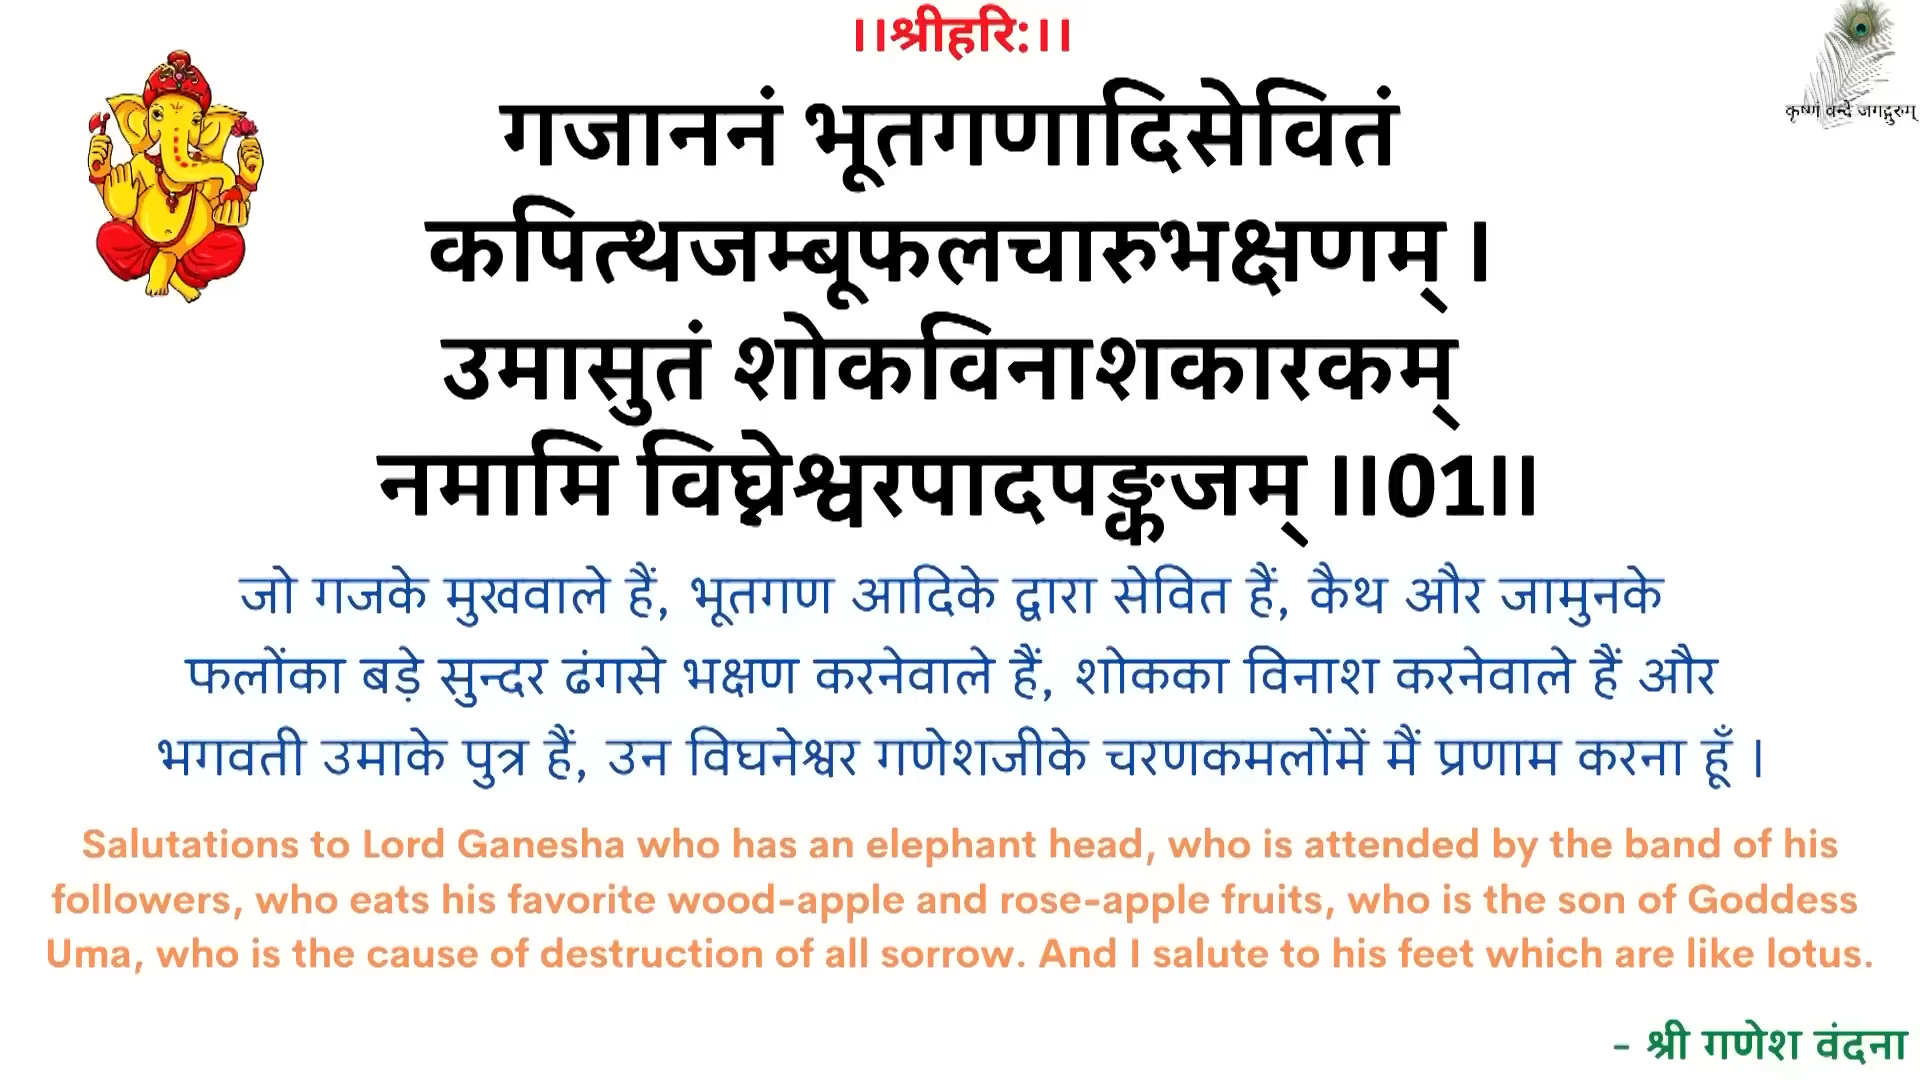 ।।श्रीहरि:।।
कृष्णं वन्दे जगद्गुरुम्
गजाननं भूतगणादिसेवितं
कपित्थजम्बूफलचारुभक्षणम् ।
उमासुतं शोकविनाशकारकम्
नमामि विघ्नेश्वरपादपङ्कजम् ।।01।।
जो गजके मुखवाले हैं, भूतगण आदिके द्वारा सेवित हैं, कैथ और जामुनके
फलोंका बड़े सुन्दर ढंगसे भक्षण करनेवाले हैं, शोकका विनाश करनेवाले हैं और
भगवती उमाके पुत्र हैं, उन विघनेश्वर गणेशजीके चरणकमलोंमें मैं प्रणाम करना हूँ ।
Salutations to Lord Ganesha who has an elephant head, who is attended by the band of his
followers, who eats his favorite wood-apple and rose-apple fruits, who is the son of Goddess
Uma, who is the cause of destruction of all sorrow. And I salute to his feet which are like lotus.
- श्री गणेश वंदना